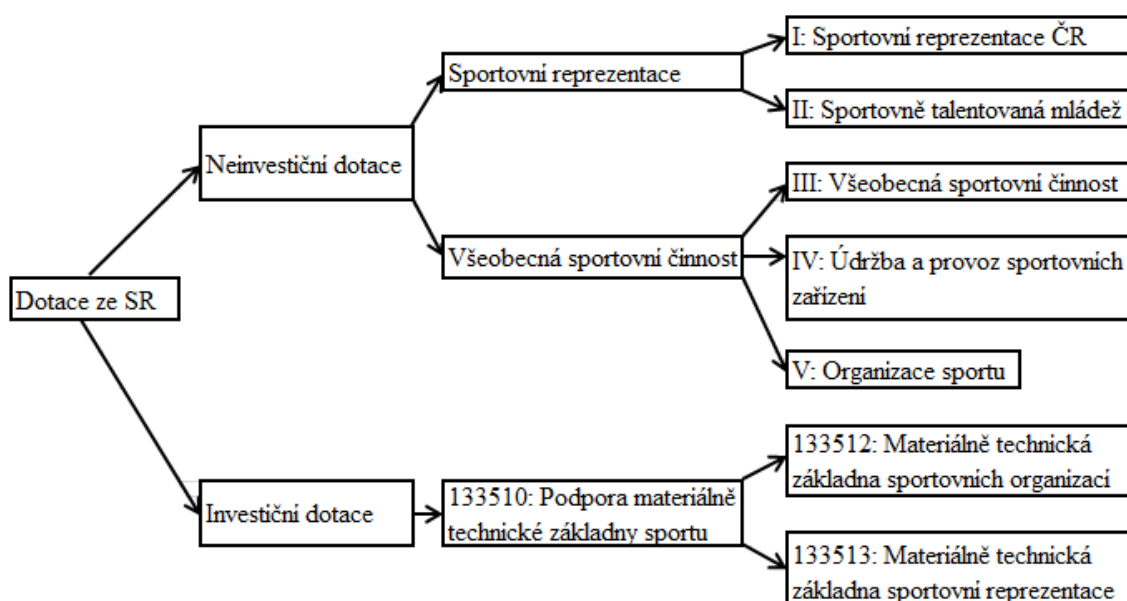 I: Sportovní reprezentace ČR
Sportovní reprezentace
II: Sportovně talentovaná mládež
Neinvestiční dotace
III: Všeobecná sportovní činnost
Všeobecná sportovní činnost
IV: Údržba a provoz sportovních
zařízení
Dotace ze SR
V: Organizace sportu
133512: Materiálně technická
základna sportovních organizací
133510: Podpora materiálně
technické základny sportu
Investiční dotace
133513: Materiálně technická
základna sportovní reprezentace